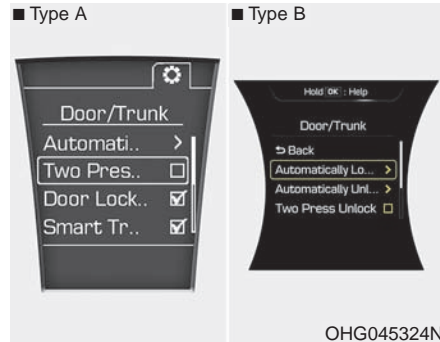 ■ Type A
Door/Trunk
Automati.. >
Two Pres..
Door Lock..
Smart Tr..
■ Type B
Hold OK : Help
Door/Trunk
Back
Automatically Lo... >
Automatically Unl... >
Two Press Unlock
OHG045324N